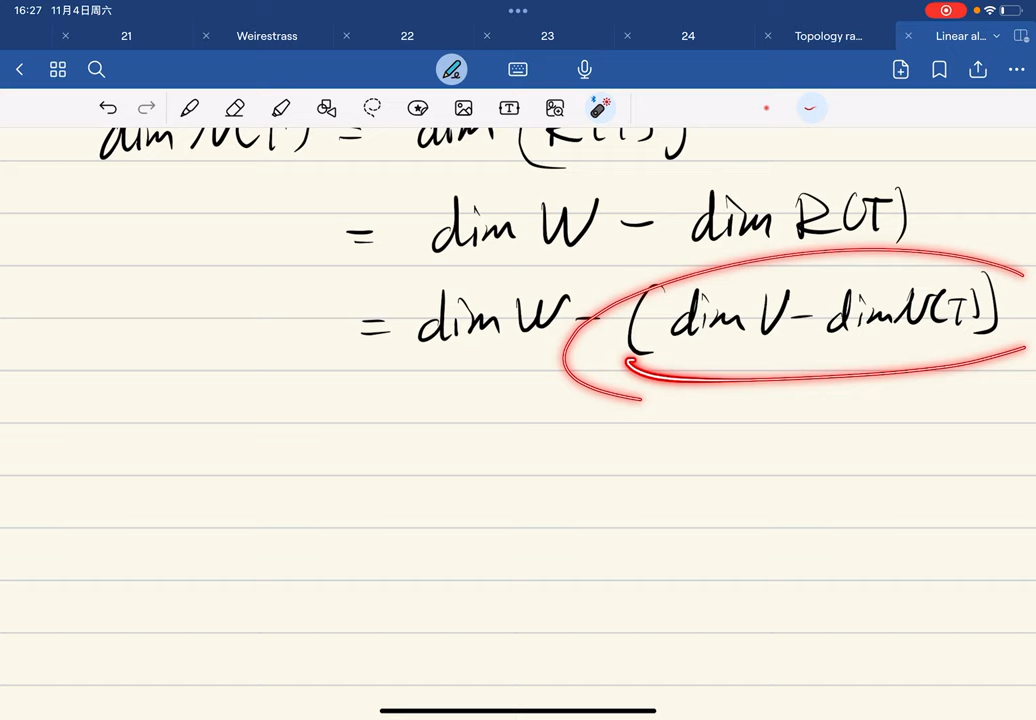 16:27 11月4日周六
21 Weirestrass 22 23 24 Topology ra... Linear al...
= dim W - dim R(T)
= dim W - (dim V - dim N(T))